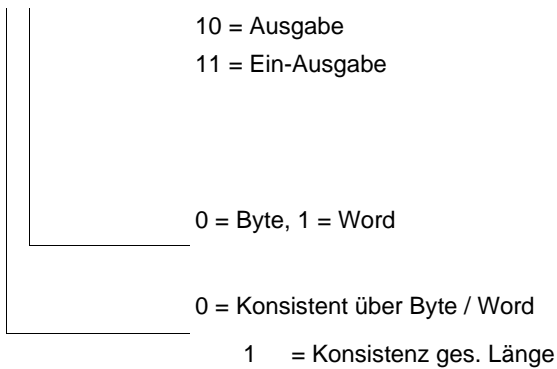 10 = Ausgabe
11 = Ein-Ausgabe
0 = Byte, 1 = Word
0 = Konsistent über Byte / Word
1 = Konsistenz ges. Länge